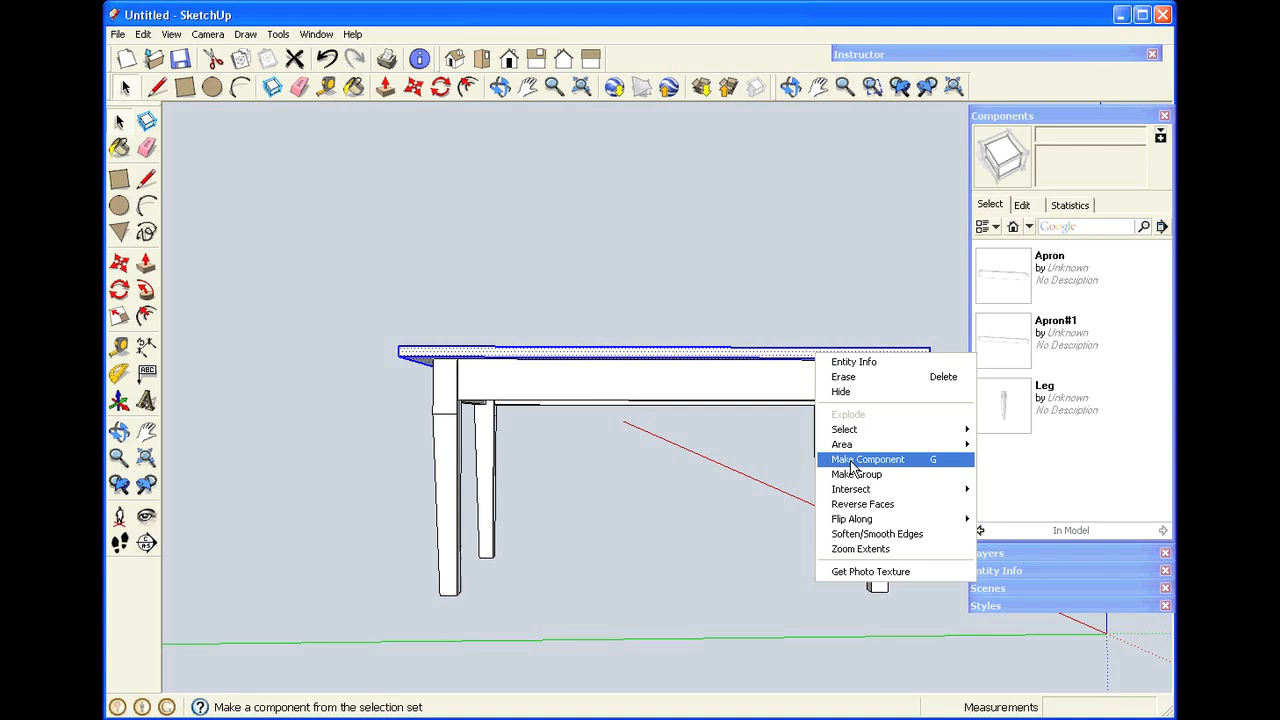 Untitled - SketchUp
File Edit View Camera Draw Tools Window Help
Instructor
Components
Select Edit Statistics
Google
Apron
by Unknown
No Description
Apron#1
by Unknown
No Description
Leg
by Unknown
No Description
In Model
ayers
Entity Info
Scenes
Styles
Entity Info
Erase Delete
Hide
Explode
Select
Area
Make Component G
Make Group
Intersect
Reverse Faces
Flip Along
Soften/Smooth Edges
Zoom Extents
Get Photo Texture
ABC
Make a component from the selection set
Measurements